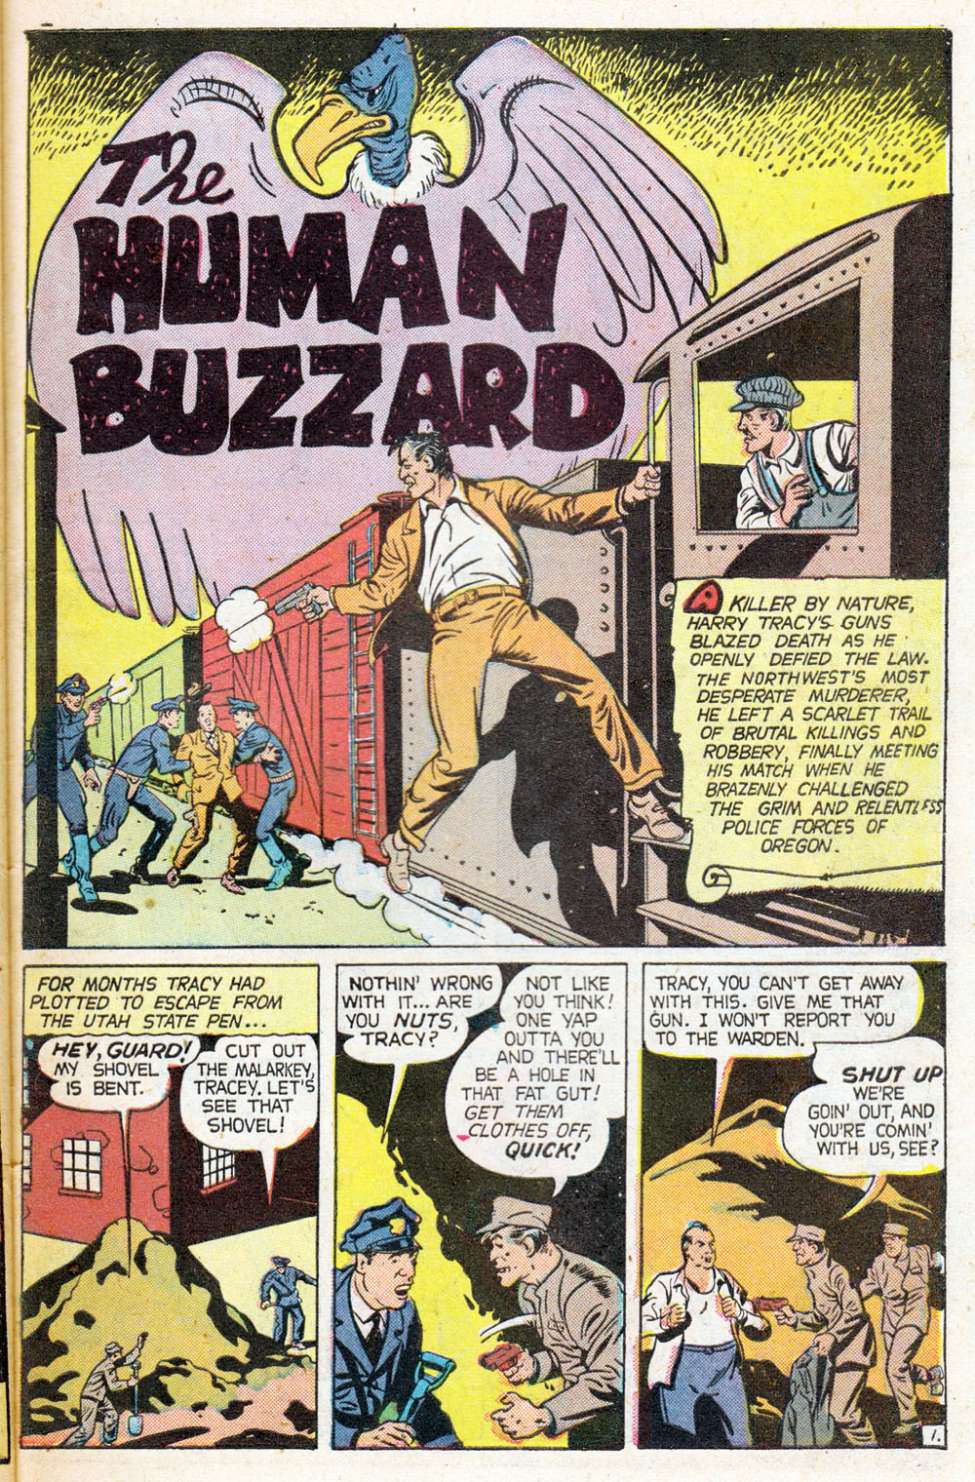 The
HUMAN
BUZZARD
A KILLER BY NATURE,
HARRY TRACY'S GUNS
BLAZED DEATH AS HE
OPENLY DEFIED THE LAW.
THE NORTHWEST'S MOST
DESPERATE MURDERER,
HE LEFT A SCARLET TRAIL
OF BRUTAL KILLINGS AND
ROBBERY, FINALLY MEETING
HIS MATCH WHEN HE
BRAZENLY CHALLENGED
THE GRIM AND RELENTLESS
POLICE FORCES OF
OREGON.
FOR MONTHS TRACY HAD
PLOTTED TO ESCAPE FROM
THE UTAH STATE PEN...
HEY, GUARD!
MY SHOVEL
IS BENT.
CUT OUT
THE MALARKEY,
TRACEY. LET'S
SEE THAT
SHOVEL!
NOTHIN' WRONG
WITH IT... ARE
YOU NUTS,
TRACY?
NOT LIKE
YOU THINK!
ONE YAP
OUTTA YOU
AND THERE'LL
BE A HOLE IN
THAT FAT GUT!
GET THEM
CLOTHES OFF,
QUICK!
TRACY, YOU CAN'T GET AWAY
WITH THIS. GIVE ME THAT
GUN. I WON'T REPORT YOU
TO THE WARDEN.
SHUT UP
WE'RE
GOIN' OUT, AND
YOU'RE COMIN'
WITH US, SEE?
1.